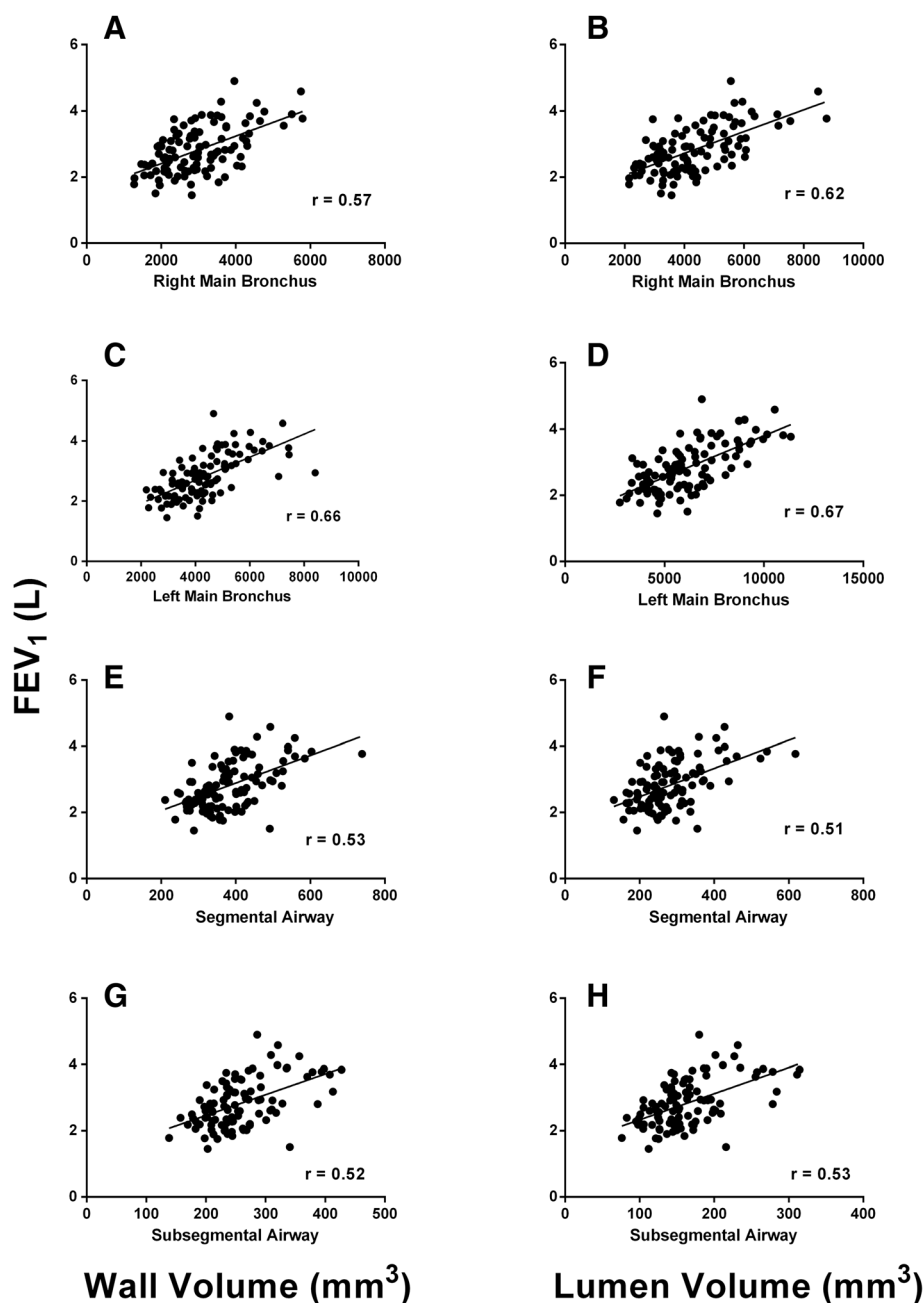 A
6
4
2
0
0 2000 4000 6000 8000
Right Main Bronchus
r = 0.57
B
6
4
2
0
0 2000 4000 6000 8000 10000
Right Main Bronchus
r = 0.62
C
6
4
2
0
0 2000 4000 6000 8000 10000
Left Main Bronchus
r = 0.66
D
6
4
2
0
0 5000 10000 15000
Left Main Bronchus
r = 0.67
FEV₁ (L)
E
6
4
2
0
0 200 400 600 800
Segmental Airway
r = 0.53
F
6
4
2
0
0 200 400 600 800
Segmental Airway
r = 0.51
G
6
4
2
0
0 100 200 300 400 500
Subsegmental Airway
r = 0.52
H
6
4
2
0
0 100 200 300 400
Subsegmental Airway
r = 0.53
Wall Volume (mm³)
Lumen Volume (mm³)